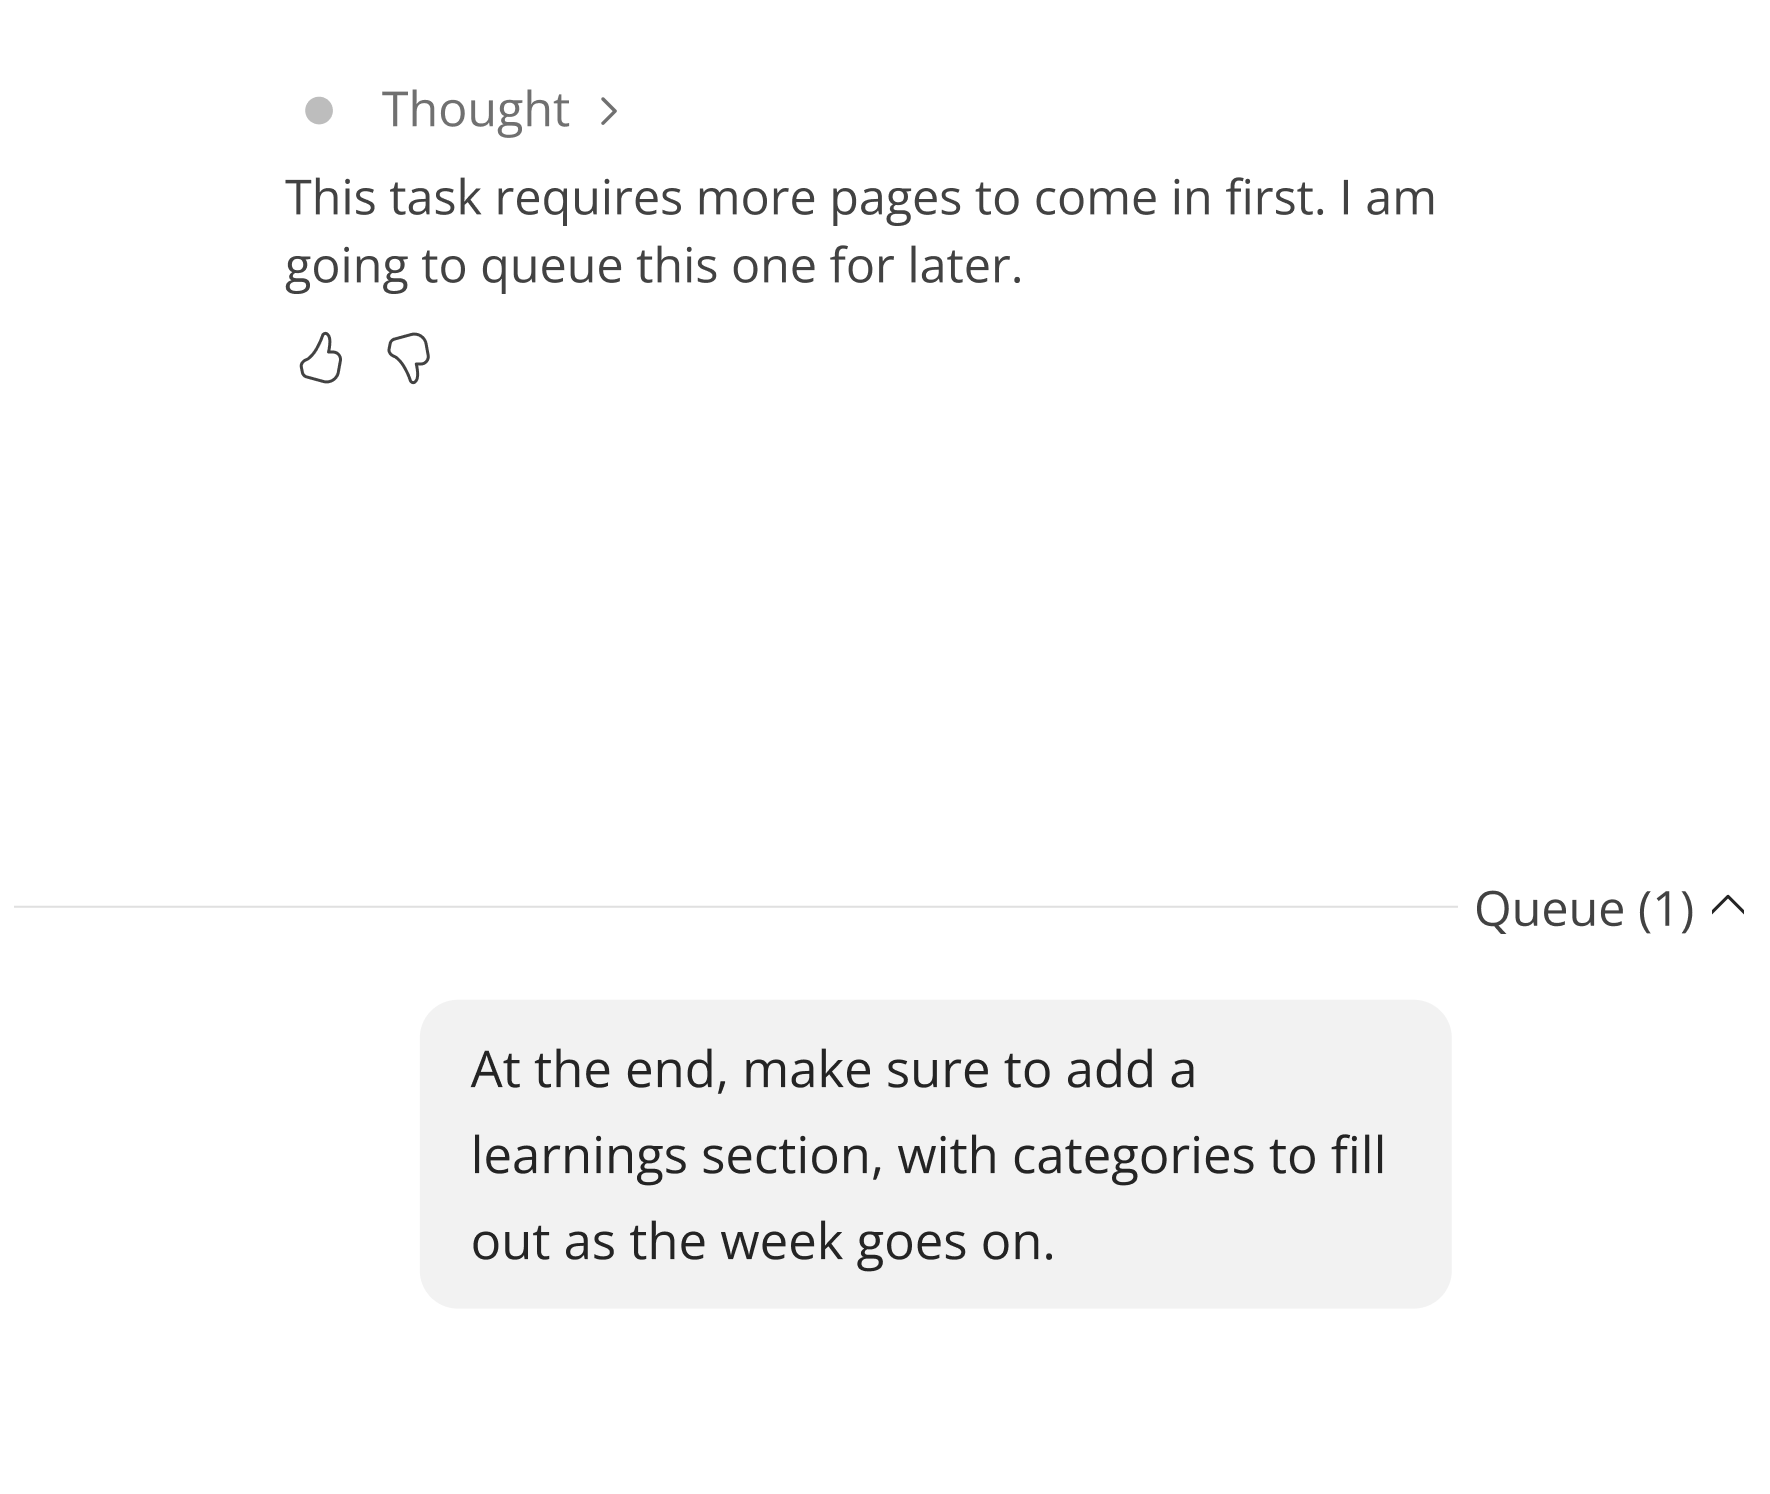 Thought
This task requires more pages to come in first. I am
going to queue this one for later.
Queue (1)
At the end, make sure to add a
learnings section, with categories to fill
out as the week goes on.